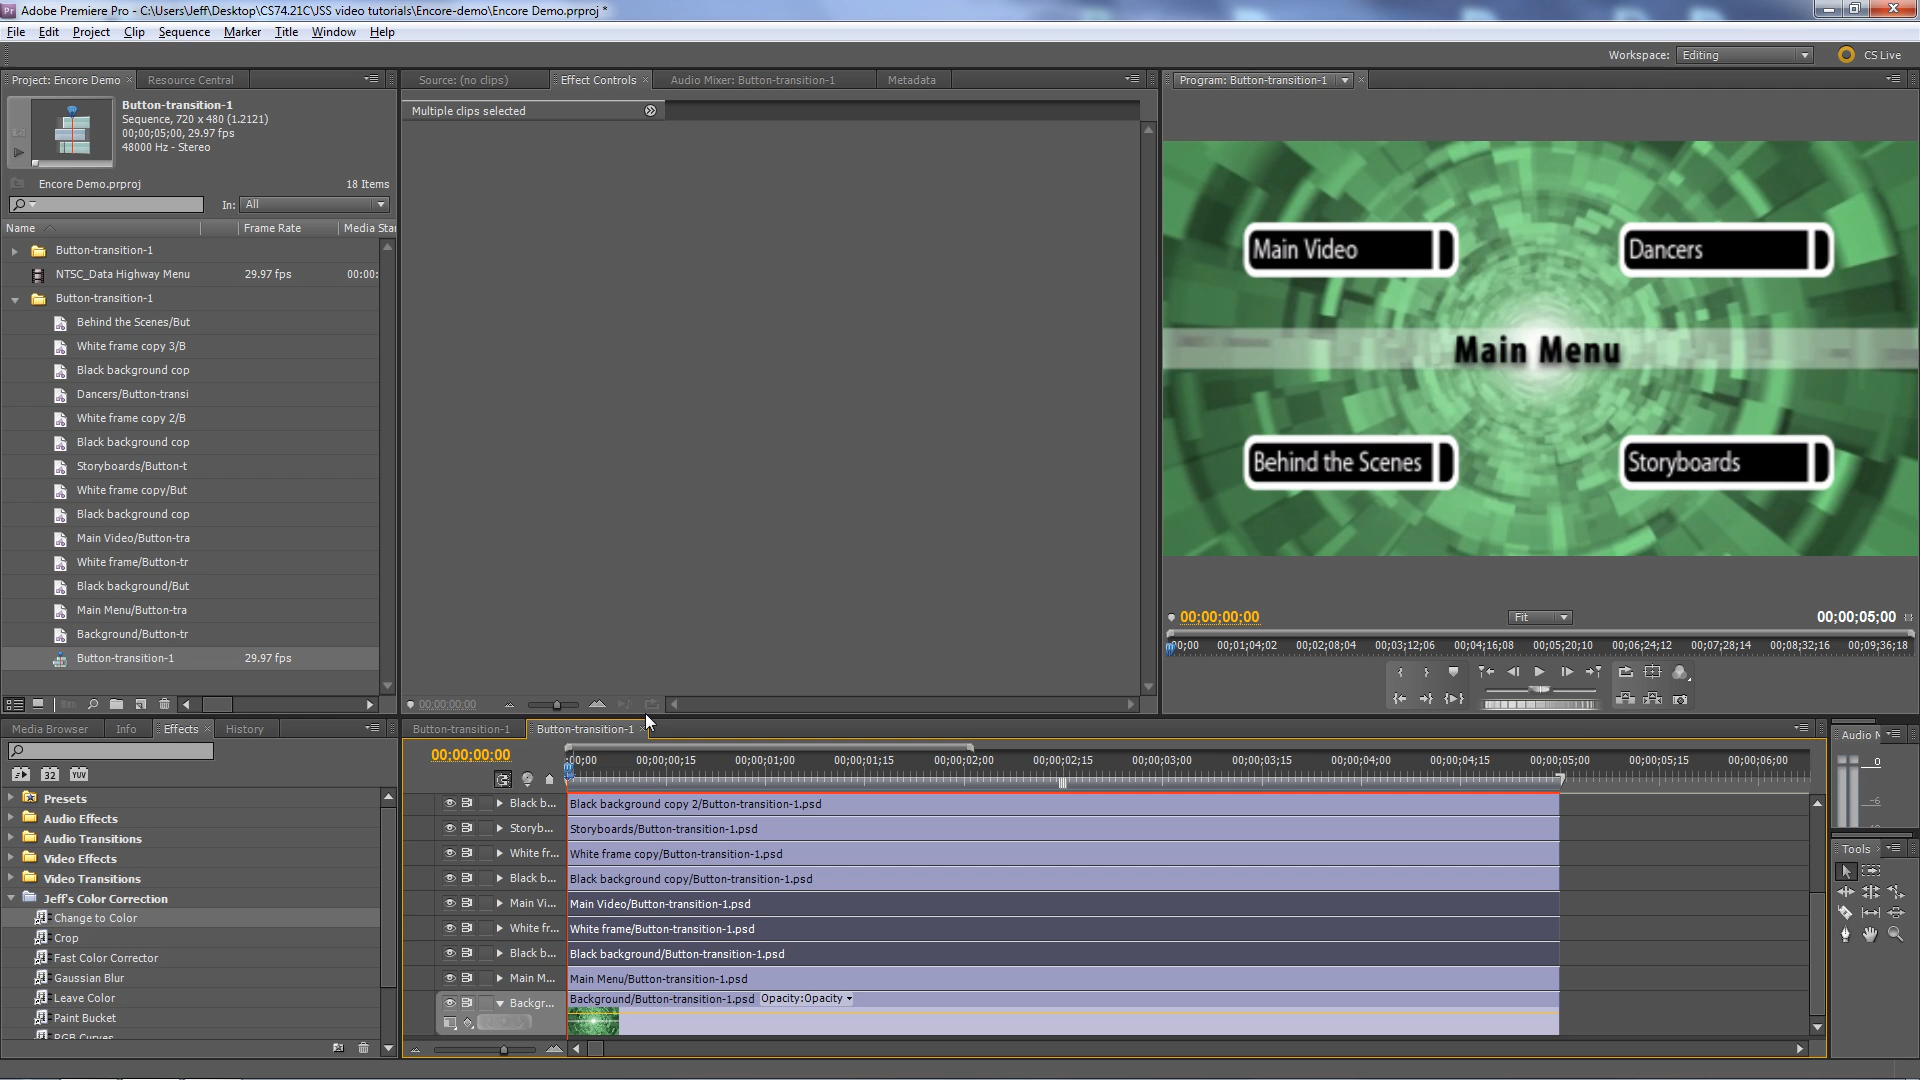 Adobe Premiere Pro - C:\Users\Jeff\Desktop\CS74.21C\JSS video tutorials\Encore-demo\Encore Demo.prproj *
File Edit Project Clip Sequence Marker Title Window Help
Workspace: Editing CS Live
Project: Encore Demo Resource Central
Button-transition-1
Sequence, 720 x 480 (1.2121)
00;00;05;00, 29.97 fps
48000 Hz - Stereo
Encore Demo.prproj 18 Items
In: All
Name Frame Rate Media Star
Button-transition-1
NTSC_Data Highway Menu 29.97 fps 00:00:
Button-transition-1
Behind the Scenes/But
White frame copy 3/B
Black background cop
Dancers/Button-transi
White frame copy 2/B
Black background cop
Storyboards/Button-t
White frame copy/But
Black background cop
Main Video/Button-tra
White frame/Button-tr
Black background/But
Main Menu/Button-tra
Background/Button-tr
Button-transition-1 29.97 fps
Source: (no clips) Effect Controls Audio Mixer: Button-transition-1 Metadata
Multiple clips selected
00;00;00;00
Program: Button-transition-1
Main Video
Dancers
Main Menu
Behind the Scenes
Storyboards
00;00;00;00 Fit 00;00;05;00
00;00 00;01;04;02 00;02;08;04 00;03;12;06 00;04;16;08 00;05;20;10 00;06;24;12 00;07;28;14 00;08;32;16 00;09;36;18
Media Browser Info Effects History
32 YUV
Presets
Audio Effects
Audio Transitions
Video Effects
Video Transitions
Jeff's Color Correction
Change to Color
Crop
Fast Color Corrector
Gaussian Blur
Leave Color
Paint Bucket
RGB Curves
Button-transition-1 Button-transition-1
00;00;00;00
;00;00 00;00;00;15 00;00;01;00 00;00;01;15 00;00;02;00 00;00;02;15 00;00;03;00 00;00;03;15 00;00;04;00 00;00;04;15 00;00;05;00 00;00;05;15 00;00;06;00
Black b... Black background copy 2/Button-transition-1.psd
Storyb... Storyboards/Button-transition-1.psd
White fr... White frame copy/Button-transition-1.psd
Black b... Black background copy/Button-transition-1.psd
Main Vi... Main Video/Button-transition-1.psd
White fr... White frame/Button-transition-1.psd
Black b... Black background/Button-transition-1.psd
Main M... Main Menu/Button-transition-1.psd
Backgr... Background/Button-transition-1.psd Opacity:Opacity
Audio
0
-6
Tools